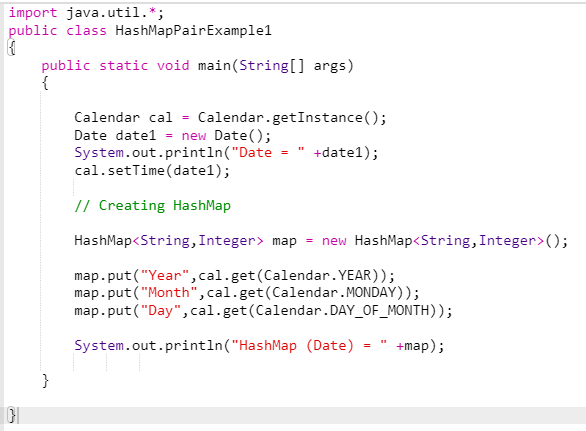 import java.util.*;
public class HashMapPairExample1
{
public static void main(String[] args)
{
Calendar cal = Calendar.getInstance();
Date date1 = new Date();
System.out.println("Date = " +date1);
cal.setTime(date1);
// Creating HashMap
HashMap<String,Integer> map = new HashMap<String,Integer>();
map.put("Year",cal.get(Calendar.YEAR));
map.put("Month",cal.get(Calendar.MONDAY));
map.put("Day",cal.get(Calendar.DAY_OF_MONTH));
System.out.println("HashMap (Date) = " +map);
}
}